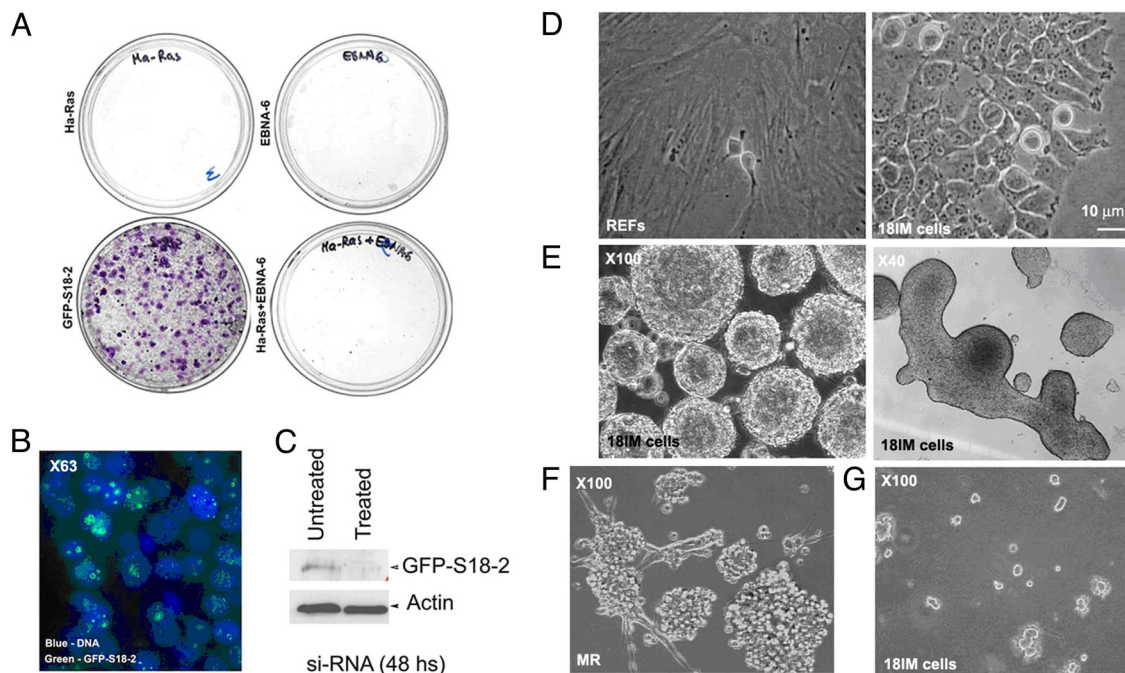 A
Ha-Ras
Ha-Ras
EBNA-6
EBNA6
GFP-S18-2
Ha-Ras+EBNA-6
Ha-Ras + EBNA6
B
X63
Blue - DNA
Green - GFP-S18-2
C
Untreated
Treated
GFP-S18-2
Actin
si-RNA (48 hs)
D
REFs
10 μm
18IM cells
E
X100
18IM cells
X40
18IM cells
F
X100
MR
G
X100
18IM cells